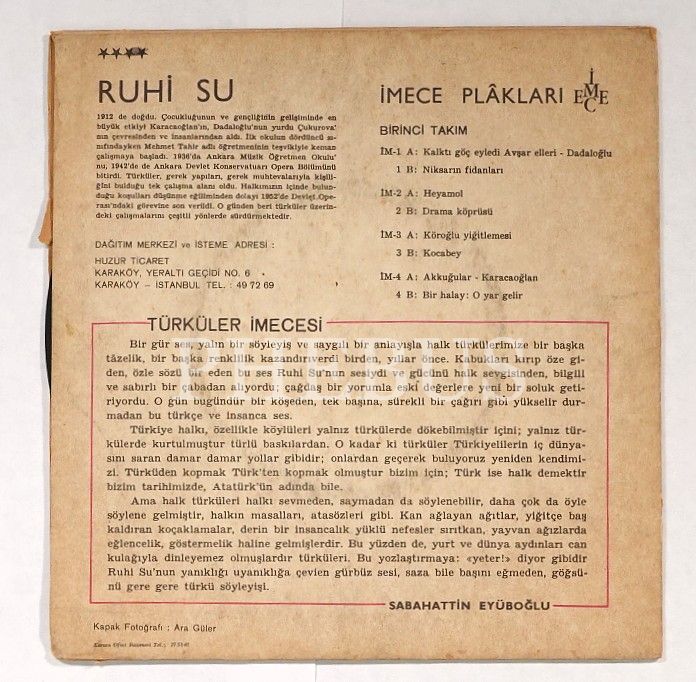 RUHİ SU
1912 de doğdu. Çocukluğunun ve gençliğinin gelişiminde en
büyük etkiyi Karacaoğlan'ın, Dadaloğlu'nun yurdu Çukurova'
nın çevresinden ve insanlarından aldı. İlk okulun dördüncü sı-
nıfındayken Mehmet Tahir adlı öğretmeninin teşvikiyle keman
çalışmaya başladı. 1936'da Ankara Müzik Öğretmen Okulu'
nu, 1942'de de Ankara Devlet Konservatuarı Opera Bölümünü
bitirdi. Türküler, gerek yapıları, gerek muhtevalarıyla kişili-
ğini bulduğu tek çalışma alanı oldu. Halkımızın içinde bulun-
duğu koşulları düşünme eğiliminden dolayı 1952'de Devlet Ope-
rası'ndaki görevine son verildi. O günden beri türküler üzerin-
deki çalışmalarını çeşitli yönlerde sürdürmektedir.
DAĞITIM MERKEZİ ve İSTEME ADRESİ :
HUZUR TİCARET
KARAKÖY, YERALTI GEÇİDİ NO. 6
KARAKÖY – İSTANBUL TEL. : 49 72 69
İMECE PLÂKLARI İMECE
BİRİNCİ TAKIM
İM-1 A: Kalktı göç eyledi Avşar elleri - Dadaloğlu
1 B: Niksarın fidanları
İM-2 A: Heyamol
2 B: Drama köprüsü
İM-3 A: Köroğlu yiğitlemesi
3 B: Kocabey
İM-4 A: Akkuğular - Karacaoğlan
4 B: Bir halay: O yar gelir
TÜRKÜLER İMECESİ
Bir gür ses, yalın bir söyleyiş ve saygılı bir anlayışla halk türkülerimize bir başka
tâzelik, bir başka renklilik kazandırıverdi birden, yıllar önce. Kabukları kırıp öze gi-
den, özle sözü bir eden bu ses Ruhi Su'nun sesiydi ve gücünü halk sevgisinden, bilgili
ve sabırlı bir çabadan alıyordu; çağdaş bir yorumla eski değerlere yeni bir soluk geti-
riyordu. O gün bugündür bir köşeden, tek başına, sürekli bir çağırı gibi yükselir dur-
madan bu türkçe ve insanca ses.
Türkiye halkı, özellikle köylüleri yalnız türkülerde dökebilmiştir içini; yalnız tür-
külerde kurtulmuştur türlü baskılardan. O kadar ki türküler Türkiyelilerin iç dünya-
sını saran damar damar yollar gibidir; onlardan geçerek buluyoruz yeniden kendimi-
zi. Türküden kopmak Türk'ten kopmak olmuştur bizim için; Türk ise halk demektir
bizim tarihimizde, Atatürk'ün adında bile.
Ama halk türküleri halkı sevmeden, saymadan da söylenebilir, daha çok da öyle
söylene gelmiştir, halkın masalları, atasözleri gibi. Kan ağlayan ağıtlar, yiğitçe baş
kaldıran koçaklamalar, derin bir insancalık yüklü nefesler sırıtkan, yayvan ağızlarda
eğlencelik, göstermelik haline gelmişlerdir. Bu yüzden de, yurt ve dünya aydınları can
kulağıyla dinleyemez olmuşlardır türküleri. Bu yozlaştırmaya: «yeter!» diyor gibidir
Ruhi Su'nun yanıklığı uyanıklığa çevien gürbüz sesi, saza bile başını eğmeden, göğsü-
nü gere gere türkü söyleyişi.
SABAHATTİN EYÜBOĞLU
Kapak Fotoğrafı : Ara Güler
Ofset Basımevi Tel.: